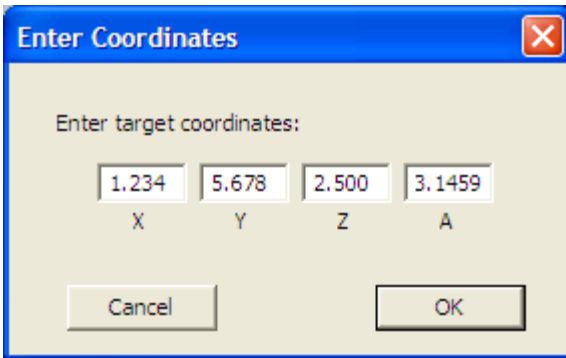 Enter Coordinates
Enter target coordinates:
1.234 5.678 2.500 3.1459
X Y Z A
Cancel OK